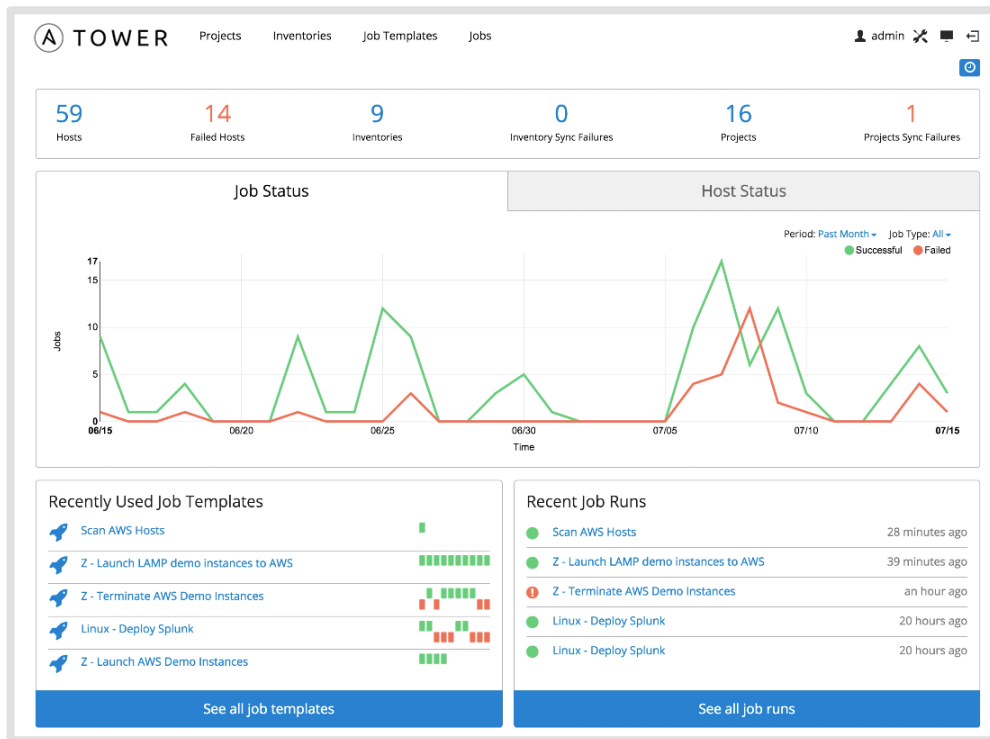 A TOWER Projects Inventories Job Templates Jobs admin
59 14 9 0 16 1
Hosts Failed Hosts Inventories Inventory Sync Failures Projects Projects Sync Failures
Job Status Host Status
Period: Past Month Job Type: All
Successful Failed
17
15
10
5
0
Jobs
06/15 06/20 06/25 06/30 07/05 07/10 07/15
Time
Recently Used Job Templates
Scan AWS Hosts
Z - Launch LAMP demo instances to AWS
Z - Terminate AWS Demo Instances
Linux - Deploy Splunk
Z - Launch AWS Demo Instances
See all job templates
Recent Job Runs
Scan AWS Hosts 28 minutes ago
Z - Launch LAMP demo instances to AWS 39 minutes ago
Z - Terminate AWS Demo Instances an hour ago
Linux - Deploy Splunk 20 hours ago
Linux - Deploy Splunk 20 hours ago
See all job runs